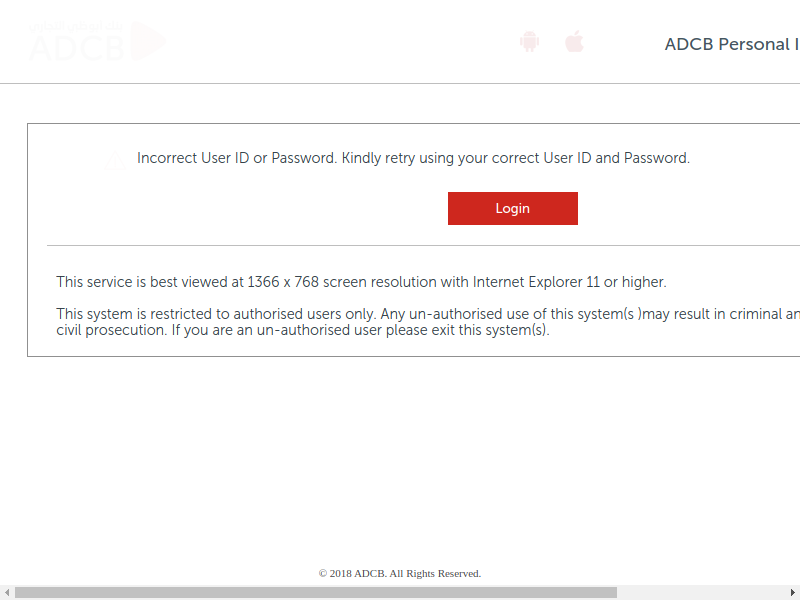 ADCB
ADCB Personal I
Incorrect User ID or Password. Kindly retry using your correct User ID and Password.
Login
This service is best viewed at 1366 x 768 screen resolution with Internet Explorer 11 or higher.
This system is restricted to authorised users only. Any un-authorised use of this system(s )may result in criminal an
civil prosecution. If you are an un-authorised user please exit this system(s).
© 2018 ADCB. All Rights Reserved.